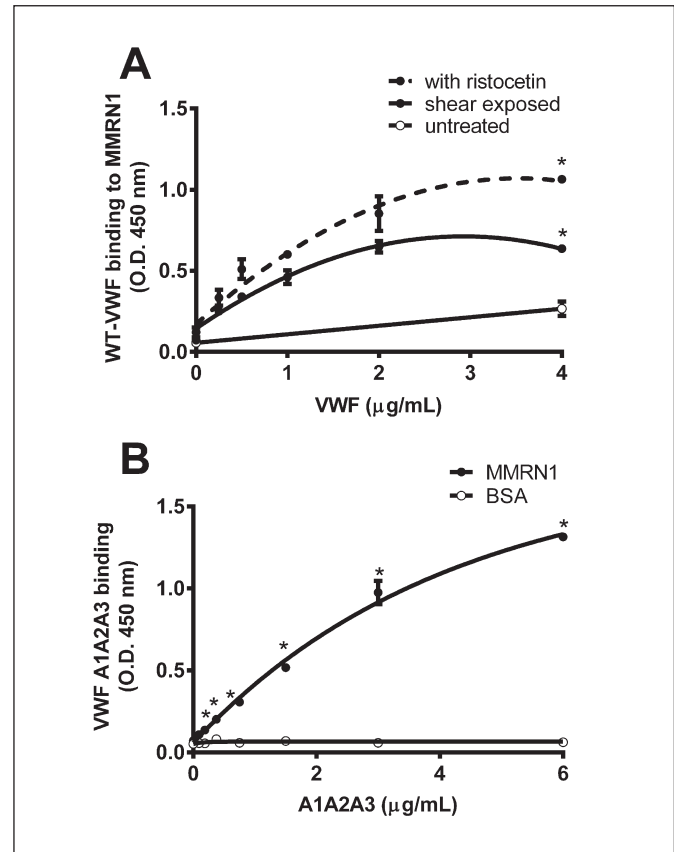 A
with ristocetin
shear exposed
untreated
WT-VWF binding to MMRN1
(O.D. 450 nm)
1.5
1.0
0.5
0.0
0 1 2 3 4
* *
VWF (μg/mL)
B
MMRN1
BSA
VWF A1A2A3 binding
(O.D. 450 nm)
1.5
1.0
0.5
0.0
0 2 4 6
* * * * * *
A1A2A3 (μg/mL)